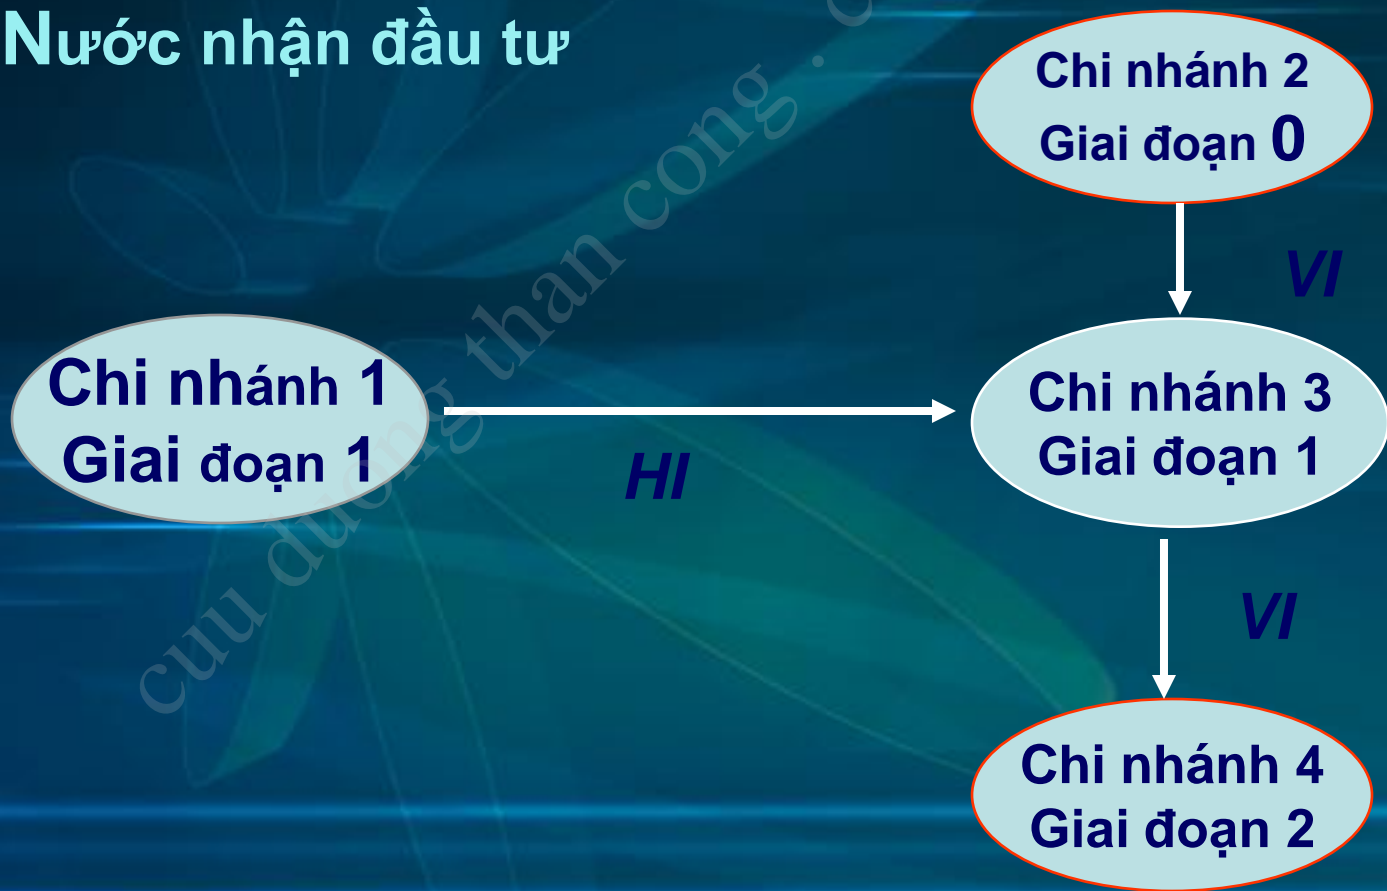 Nước nhận đầu tư
Chi nhánh 2
Giai đoạn 0
VI
Chi nhánh 1
Giai đoạn 1
HI
Chi nhánh 3
Giai đoạn 1
VI
Chi nhánh 4
Giai đoạn 2
cuu duong than cong . c